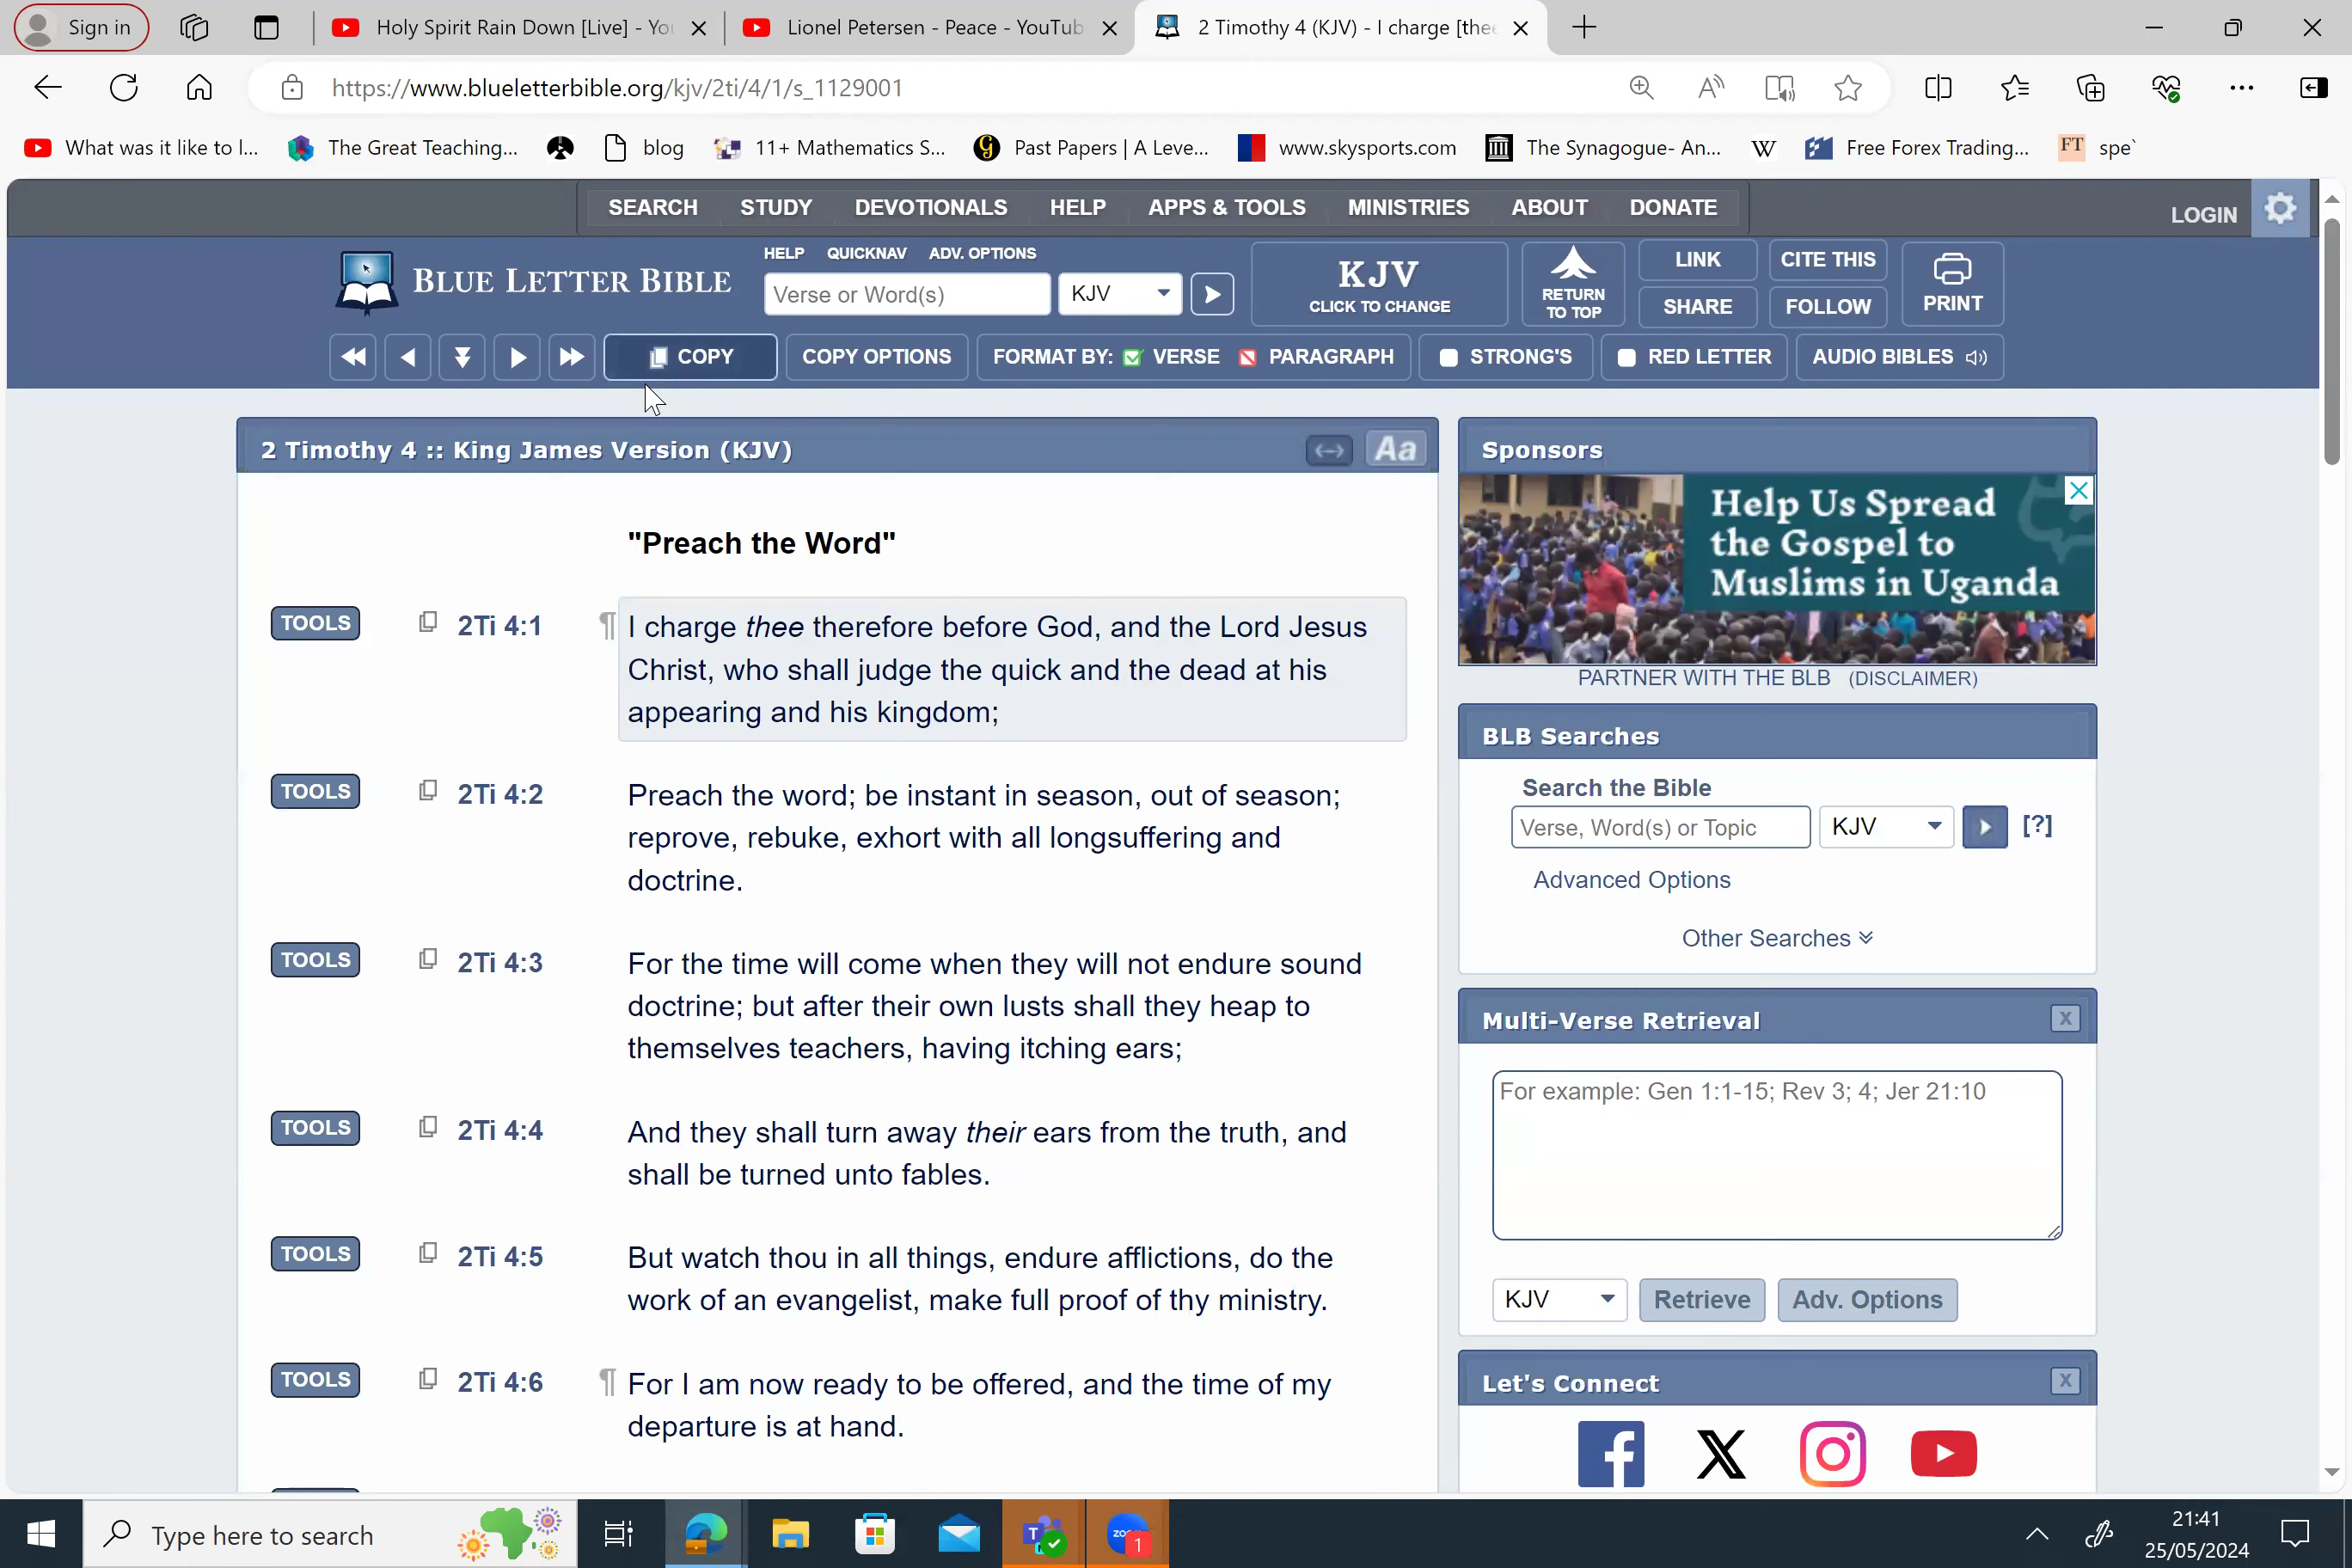 Sign in
Holy Spirit Rain Down [Live] - You
Lionel Petersen - Peace - YouTub
2 Timothy 4 (KJV) - I charge [thee
https://www.blueletterbible.org/kjv/2ti/4/1/s_1129001
What was it like to l...
The Great Teaching...
blog
11+ Mathematics S...
Past Papers | A Leve...
www.skysports.com
The Synagogue- An...
W
Free Forex Trading...
FT
spe`
SEARCH
STUDY
DEVOTIONALS
HELP
APPS & TOOLS
MINISTRIES
ABOUT
DONATE
LOGIN
BLUE LETTER BIBLE
HELP
QUICKNAV
ADV. OPTIONS
Verse or Word(s)
KJV
KJV
CLICK TO CHANGE
RETURN
TO TOP
LINK
CITE THIS
SHARE
FOLLOW
PRINT
COPY
COPY OPTIONS
FORMAT BY: VERSE PARAGRAPH
STRONG'S
RED LETTER
AUDIO BIBLES
2 Timothy 4 :: King James Version (KJV)
Aa
"Preach the Word"
TOOLS
2Ti 4:1
¶ I charge thee therefore before God, and the Lord Jesus
Christ, who shall judge the quick and the dead at his
appearing and his kingdom;
TOOLS
2Ti 4:2
Preach the word; be instant in season, out of season;
reprove, rebuke, exhort with all longsuffering and
doctrine.
TOOLS
2Ti 4:3
For the time will come when they will not endure sound
doctrine; but after their own lusts shall they heap to
themselves teachers, having itching ears;
TOOLS
2Ti 4:4
And they shall turn away their ears from the truth, and
shall be turned unto fables.
TOOLS
2Ti 4:5
But watch thou in all things, endure afflictions, do the
work of an evangelist, make full proof of thy ministry.
TOOLS
2Ti 4:6
¶ For I am now ready to be offered, and the time of my
departure is at hand.
Sponsors
Help Us Spread
the Gospel to
Muslims in Uganda
PARTNER WITH THE BLB (DISCLAIMER)
BLB Searches
Search the Bible
Verse, Word(s) or Topic
KJV
[?]
Advanced Options
Other Searches
Multi-Verse Retrieval
X
For example: Gen 1:1-15; Rev 3; 4; Jer 21:10
KJV
Retrieve
Adv. Options
Let's Connect
X
Type here to search
T
zoom
1
21:41
25/05/2024